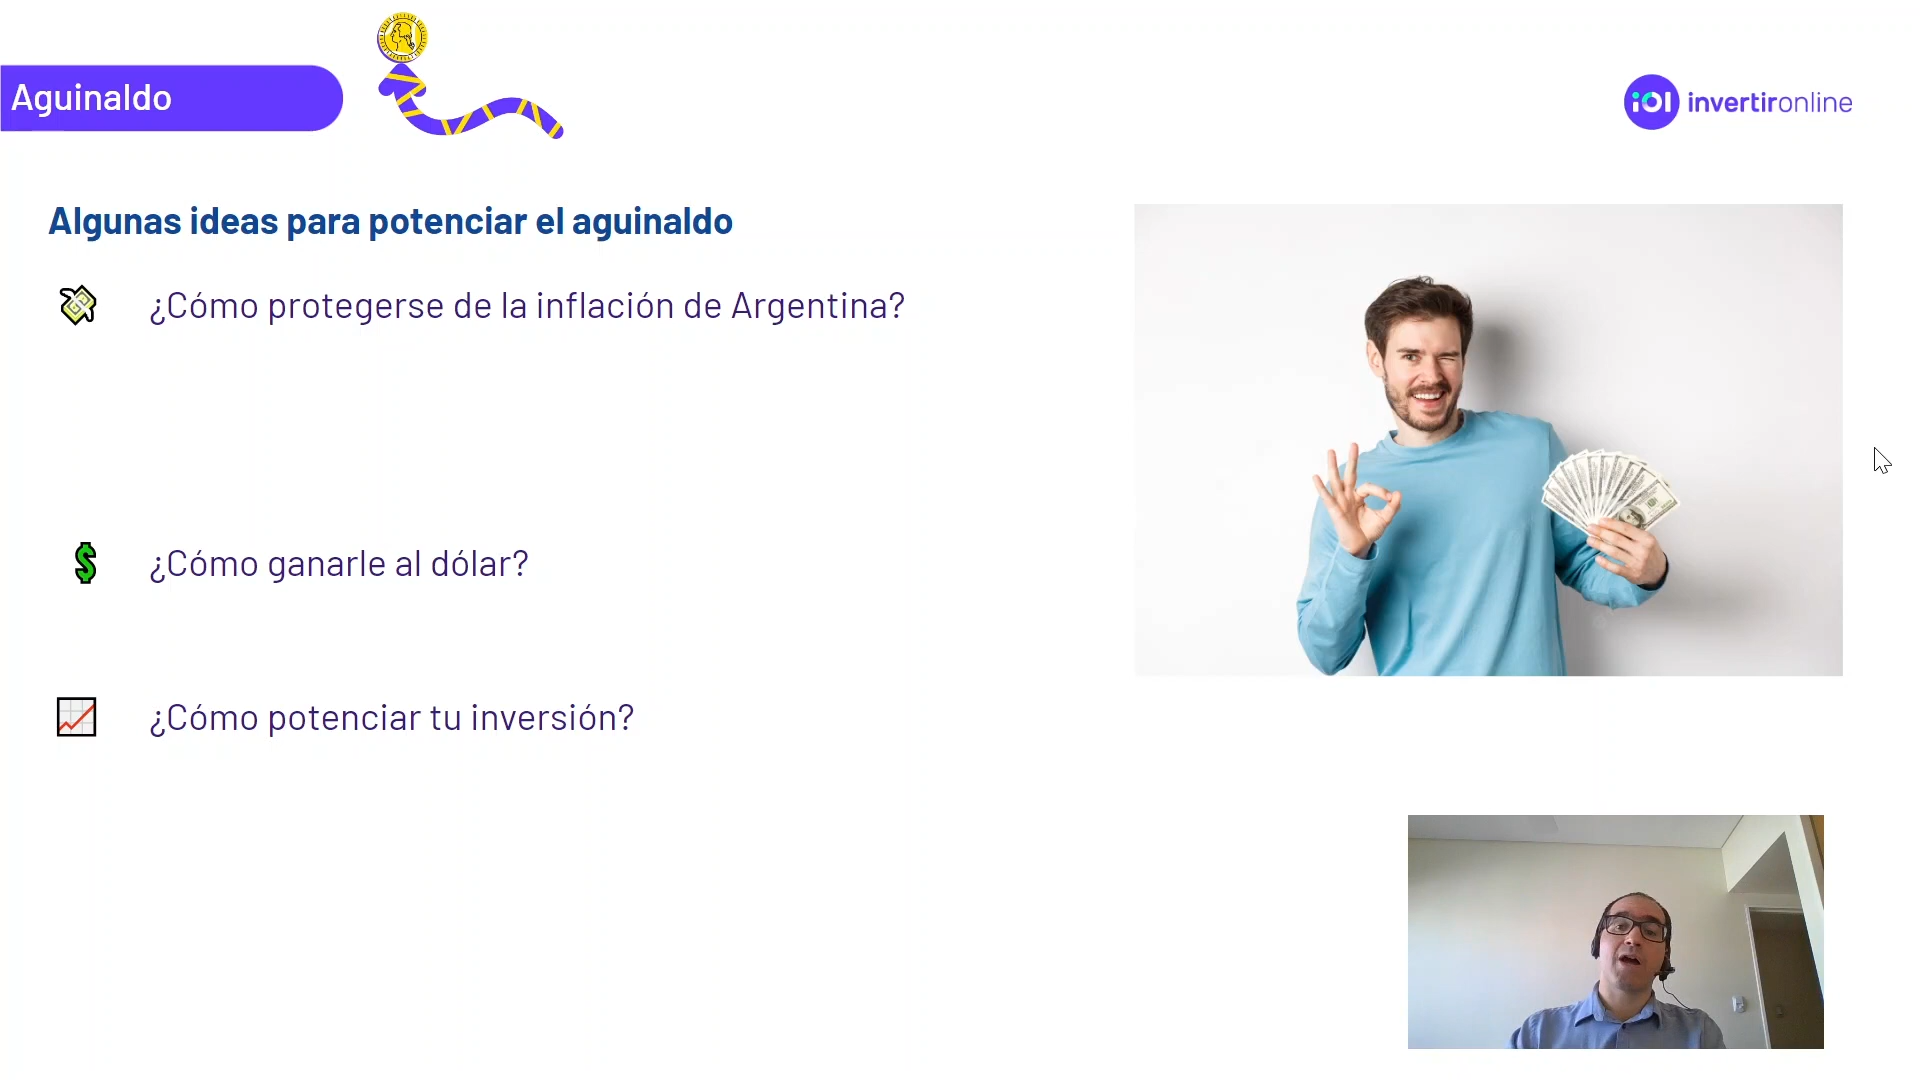 Aguinaldo
iOl invertironline
Algunas ideas para potenciar el aguinaldo
¿Cómo protegerse de la inflación de Argentina?
¿Cómo ganarle al dólar?
¿Cómo potenciar tu inversión?